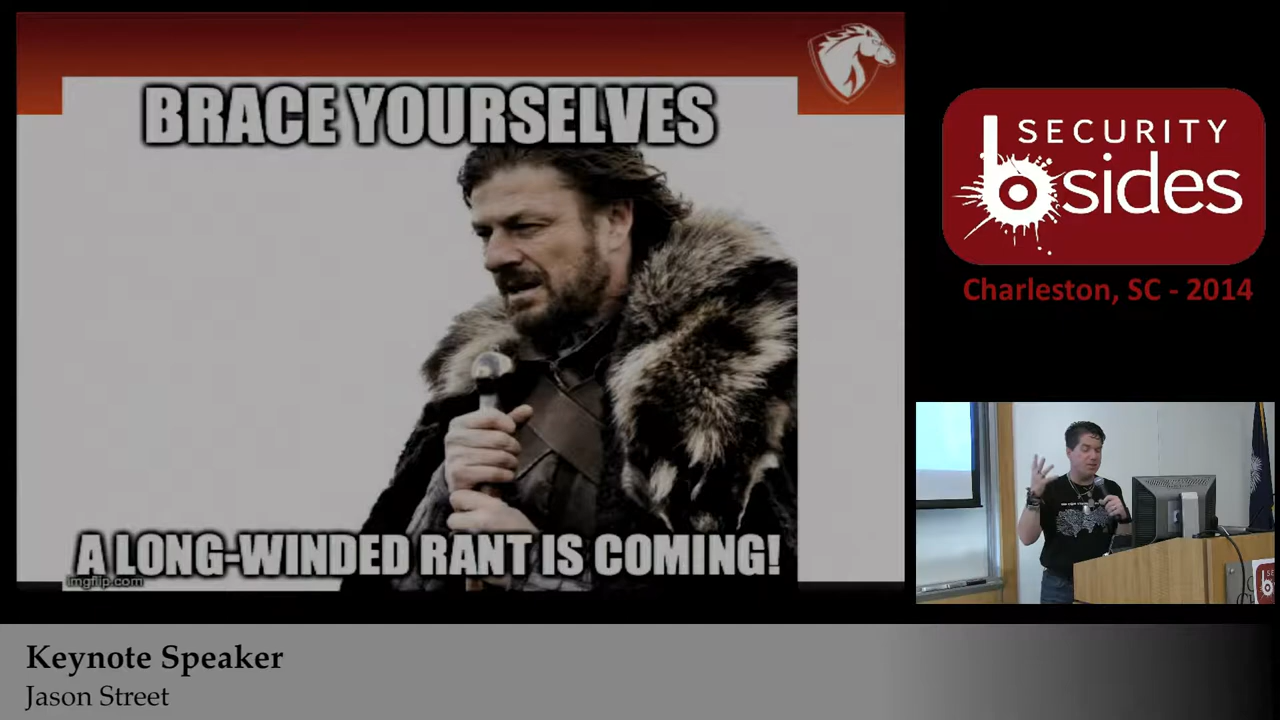 BRACE YOURSELVES
A LONG-WINDED RANT IS COMING!
imgflip.com
SECURITY
bsides
Charleston, SC - 2014
Keynote Speaker
Jason Street